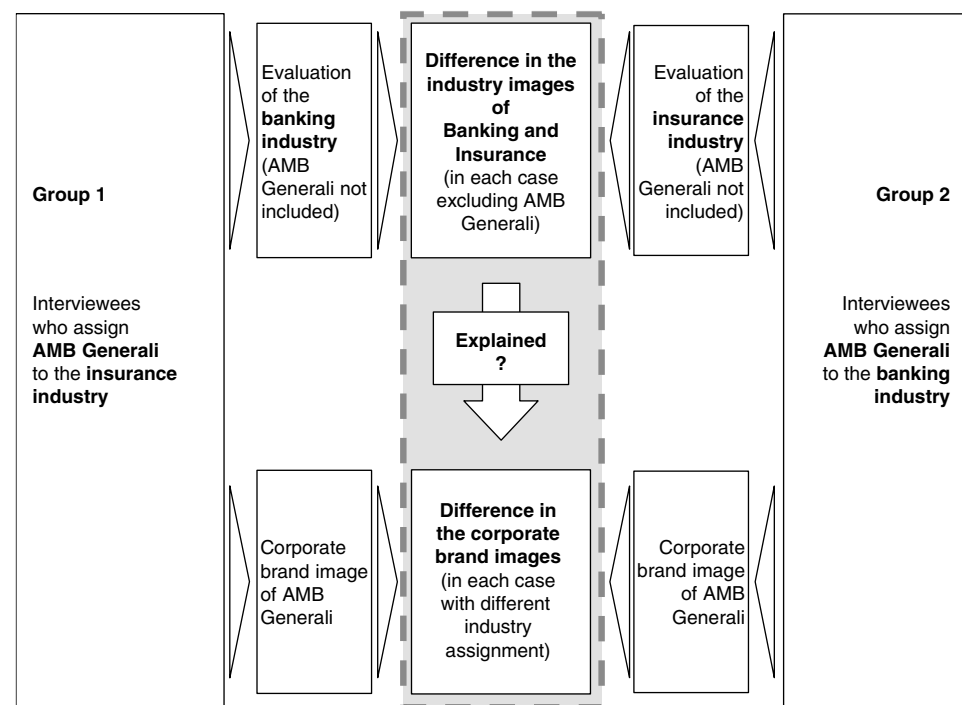 Group 1
Interviewees
who assign
AMB Generali
to the insurance
industry
Evaluation
of the
banking
industry
(AMB
Generali not
included)
Difference in the
industry images
of
Banking and
Insurance
(in each case
excluding AMB
Generali)
Evaluation
of the
insurance
industry
(AMB
Generali not
included)
Group 2
Interviewees
who assign
AMB Generali
to the banking
industry
Explained
?
Corporate
brand image
of AMB
Generali
Difference in
the corporate
brand images
(in each case
with different
industry
assignment)
Corporate
brand image
of AMB
Generali